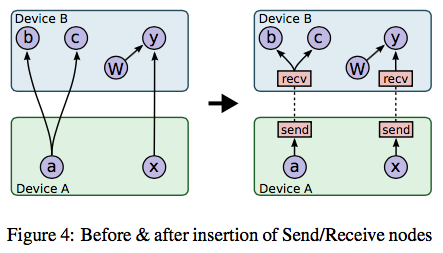 Device B
b c y
W
a x
Device A
Device B
b c y
W
recv recv
send send
a x
Device A
Figure 4: Before & after insertion of Send/Receive nodes